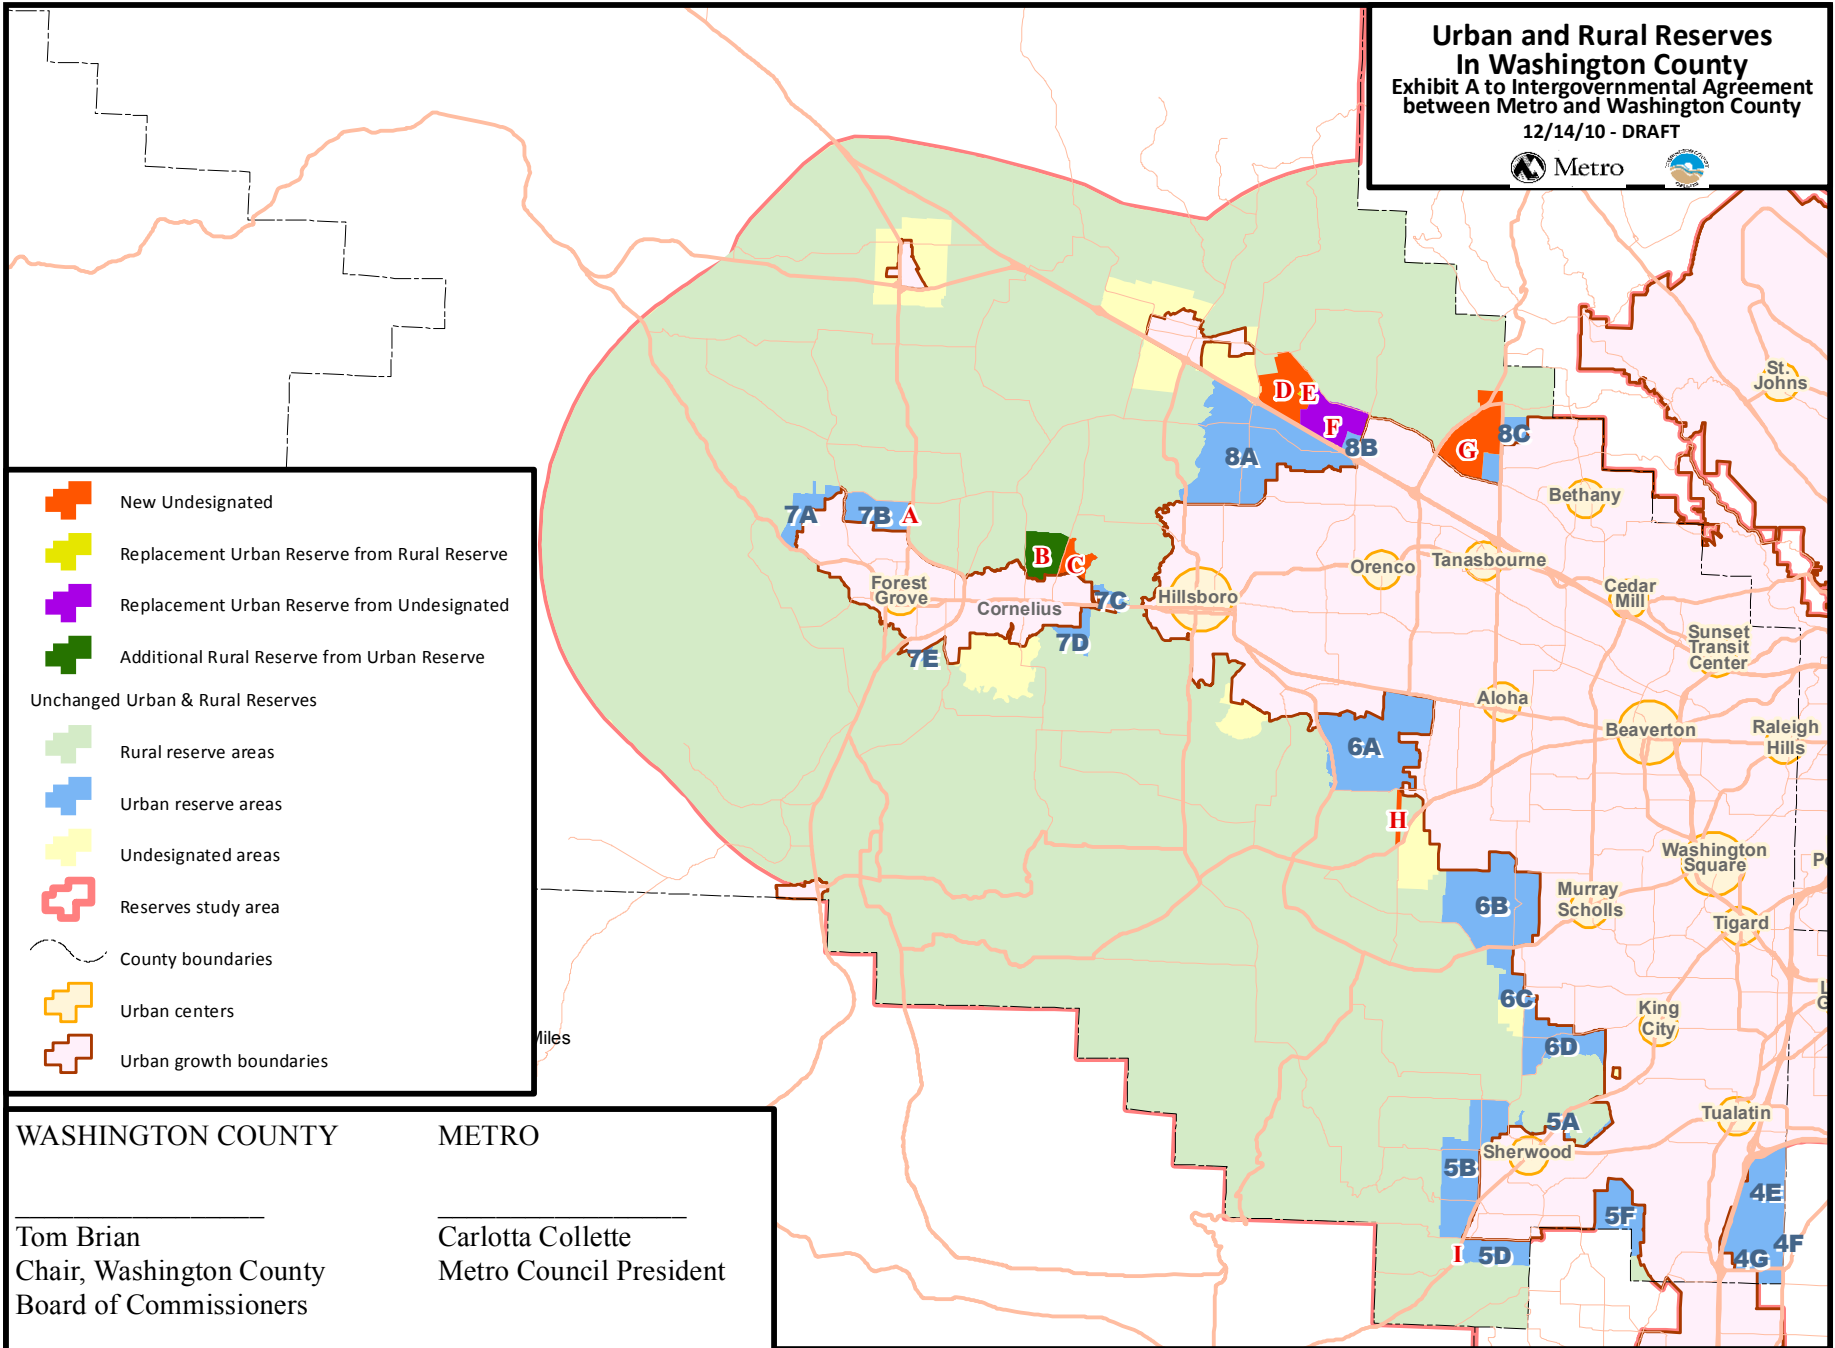 Urban and Rural Reserves
In Washington County
Exhibit A to Intergovernmental Agreement
between Metro and Washington County
12/14/10 - DRAFT
Metro
St.
Johns
D
E
F
8B
8A
G
8C
Bethany
7A
7B
A
B
C
7C
7D
7E
Forest
Grove
Cornelius
Hillsboro
Orenco
Tanasbourne
Cedar
Mill
Sunset
Transit
Center
Aloha
Beaverton
Raleigh
Hills
6A
H
Washington
Square
6B
Murray
Scholls
Tigard
6C
King
City
6D
5A
Tualatin
Sherwood
5B
5F
4E
4F
4G
I
5D
New Undesignated
Replacement Urban Reserve from Rural Reserve
Replacement Urban Reserve from Undesignated
Additional Rural Reserve from Urban Reserve
Unchanged Urban & Rural Reserves
Rural reserve areas
Urban reserve areas
Undesignated areas
Reserves study area
County boundaries
Urban centers
Urban growth boundaries
Miles
WASHINGTON COUNTY
Tom Brian
Chair, Washington County
Board of Commissioners
METRO
Carlotta Collette
Metro Council President